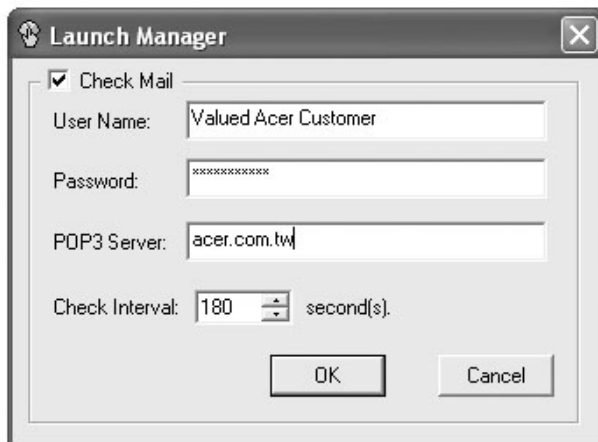 Launch Manager
Check Mail
User Name: Valued Acer Customer
Password: ***********
POP3 Server: acer.com.tw
Check Interval: 180 second(s).
OK Cancel